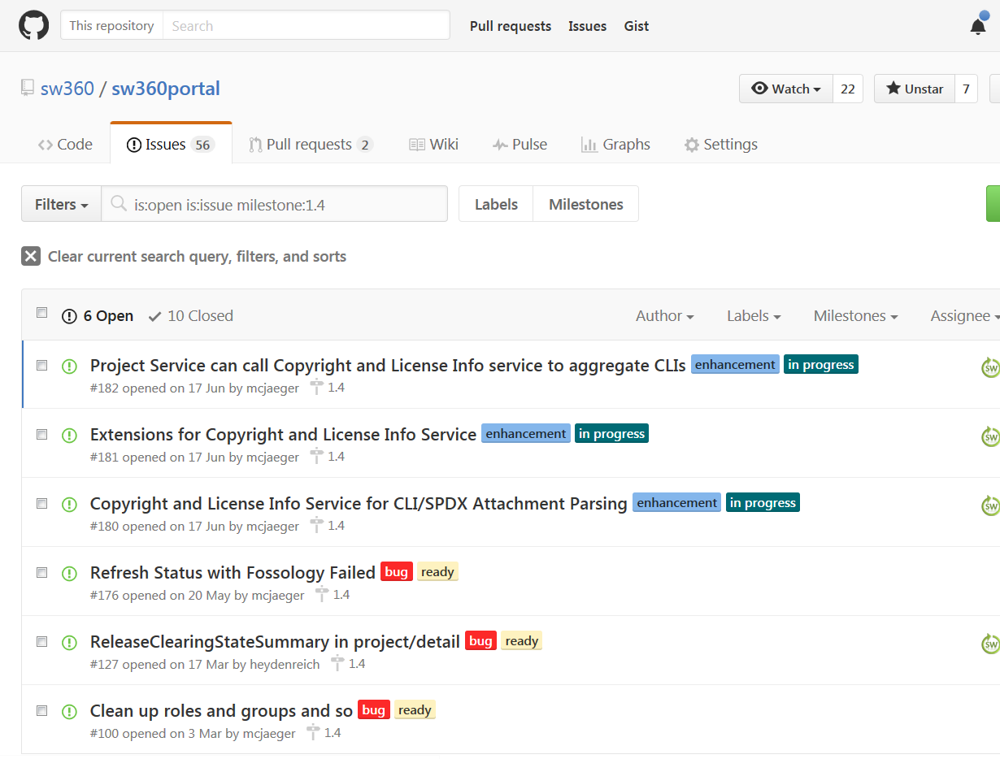 This repository Search Pull requests Issues Gist
sw360 / sw360portal Watch 22 Unstar 7
Code Issues 56 Pull requests 2 Wiki Pulse Graphs Settings
Filters is:open is:issue milestone:1.4 Labels Milestones
Clear current search query, filters, and sorts
6 Open 10 Closed Author Labels Milestones Assignee
Project Service can call Copyright and License Info service to aggregate CLIs enhancement in progress
#182 opened on 17 Jun by mcjaeger 1.4
SW
Extensions for Copyright and License Info Service enhancement in progress
#181 opened on 17 Jun by mcjaeger 1.4
SW
Copyright and License Info Service for CLI/SPDX Attachment Parsing enhancement in progress
#180 opened on 17 Jun by mcjaeger 1.4
SW
Refresh Status with Fossology Failed bug ready
#176 opened on 20 May by mcjaeger 1.4
ReleaseClearingStateSummary in project/detail bug ready
#127 opened on 17 Mar by heydenreich 1.4
SW
Clean up roles and groups and so bug ready
#100 opened on 3 Mar by mcjaeger 1.4